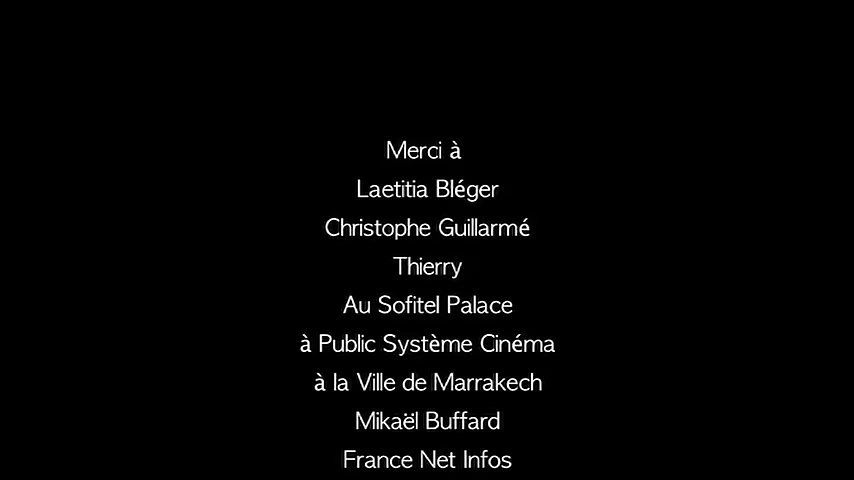 Merci à
Laetitia Bléger
Christophe Guillarmé
Thierry
Au Sofitel Palace
à Public Système Cinéma
à la Ville de Marrakech
Mikaël Buffard
France Net Infos